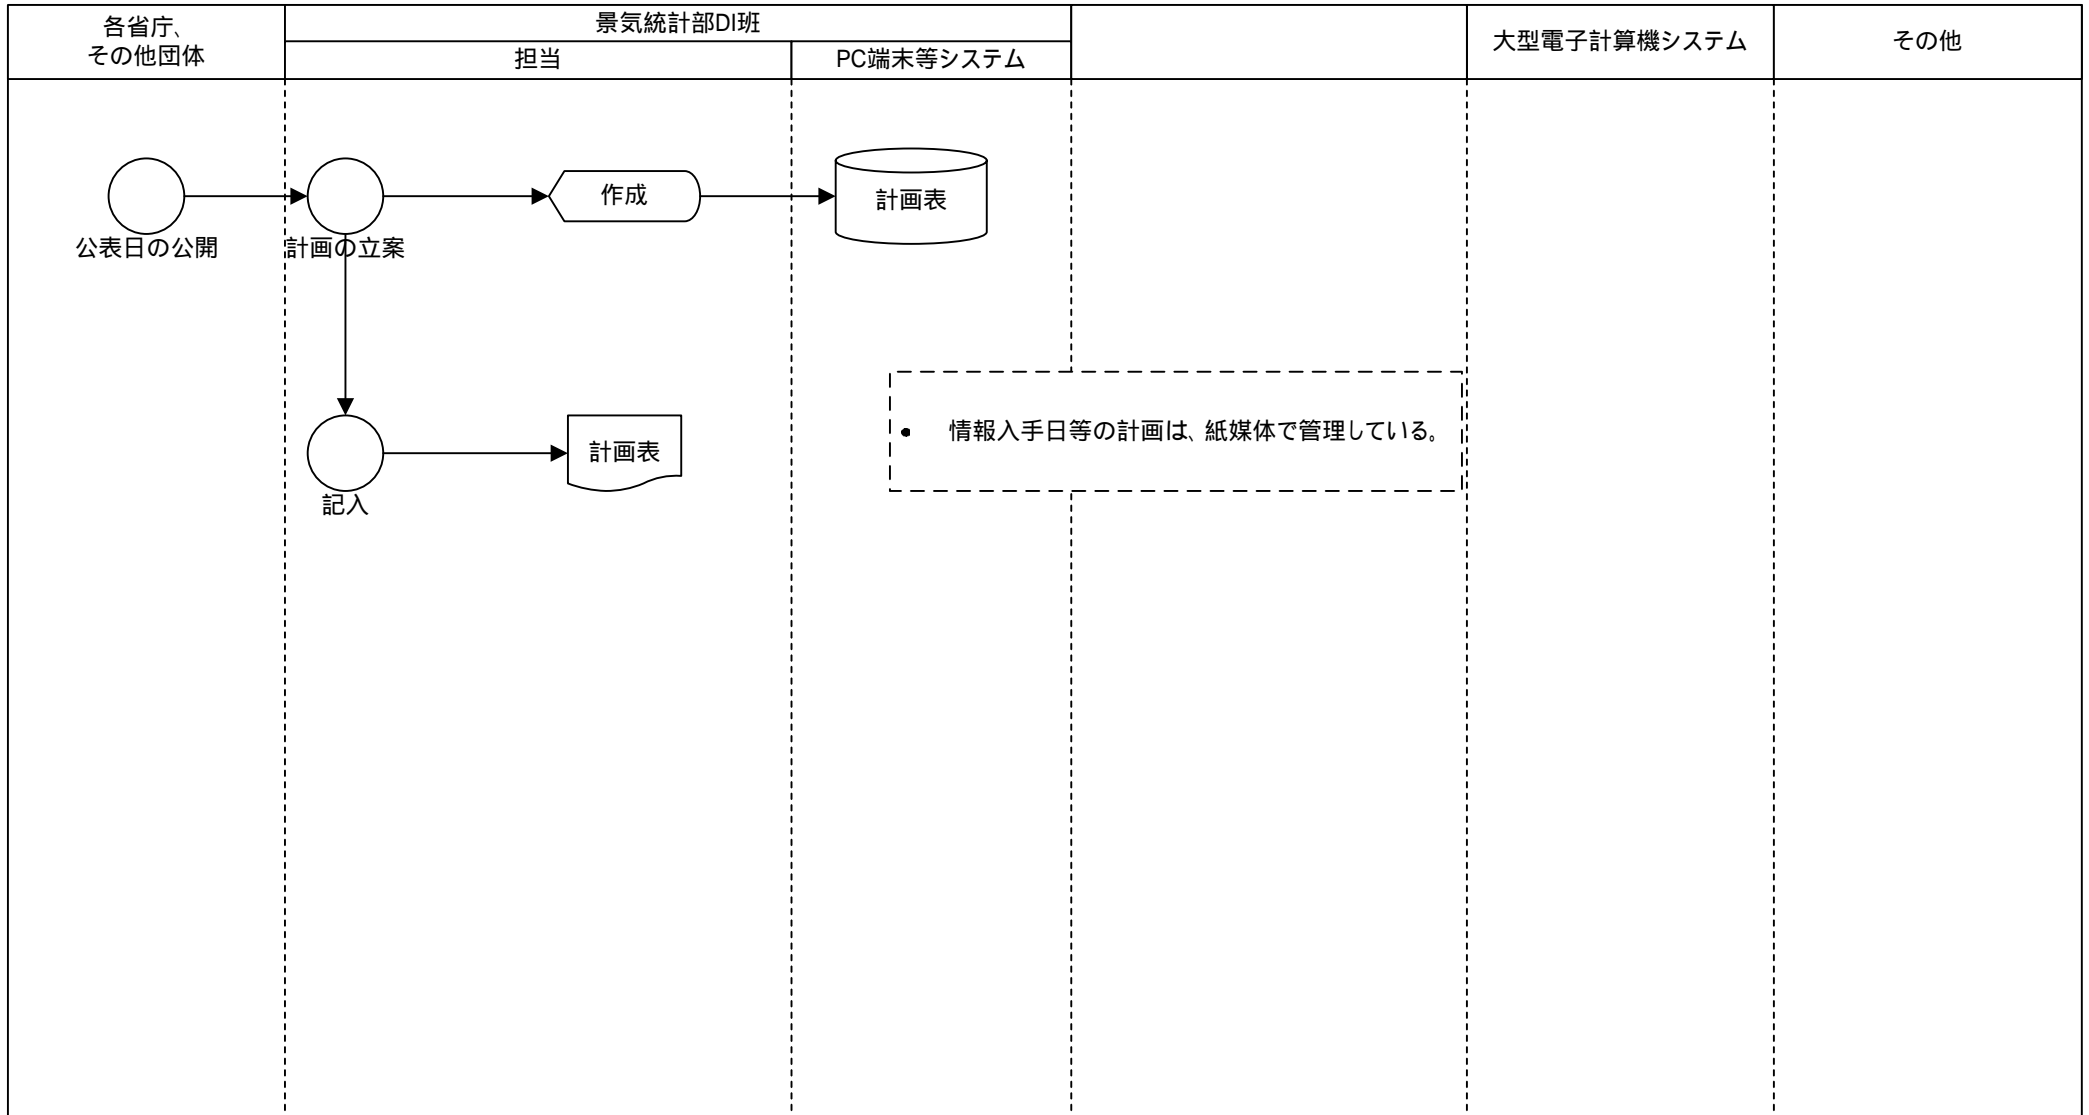 各省庁、
その他団体
景気統計部DI班
担当
PC端末等システム
大型電子計算機システム
その他
公表日の公開
計画の立案
作成
計画表
• 情報入手日等の計画は、紙媒体で管理している。
記入
計画表